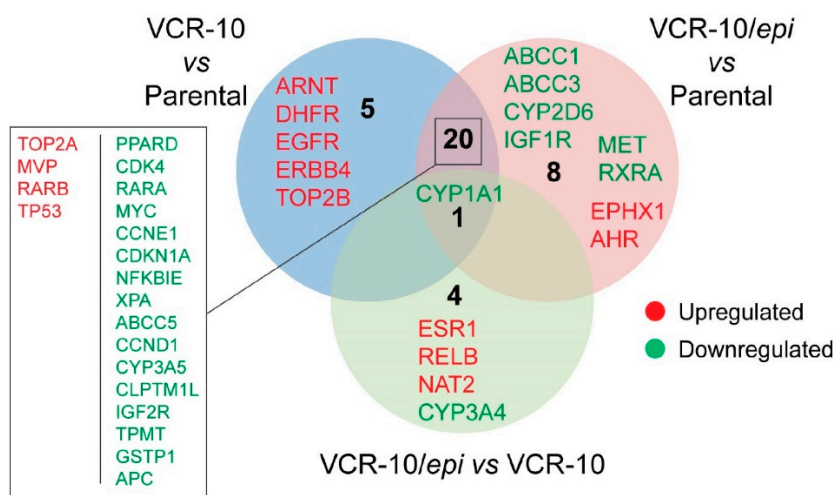 VCR-10
vs
Parental
VCR-10/epi
vs
Parental
ARNT
DHFR
EGFR
ERBB4
TOP2B
5
20
ABCC1
ABCC3
CYP2D6
IGF1R
MET
RXRA
8
EPHX1
AHR
CYP1A1
1
4
ESR1
RELB
NAT2
CYP3A4
VCR-10/epi vs VCR-10
TOP2A
MVP
RARB
TP53
PPARD
CDK4
RARA
MYC
CCNE1
CDKN1A
NFKBIE
XPA
ABCC5
CCND1
CYP3A5
CLPTM1L
IGF2R
TPMT
GSTP1
APC
Upregulated
Downregulated